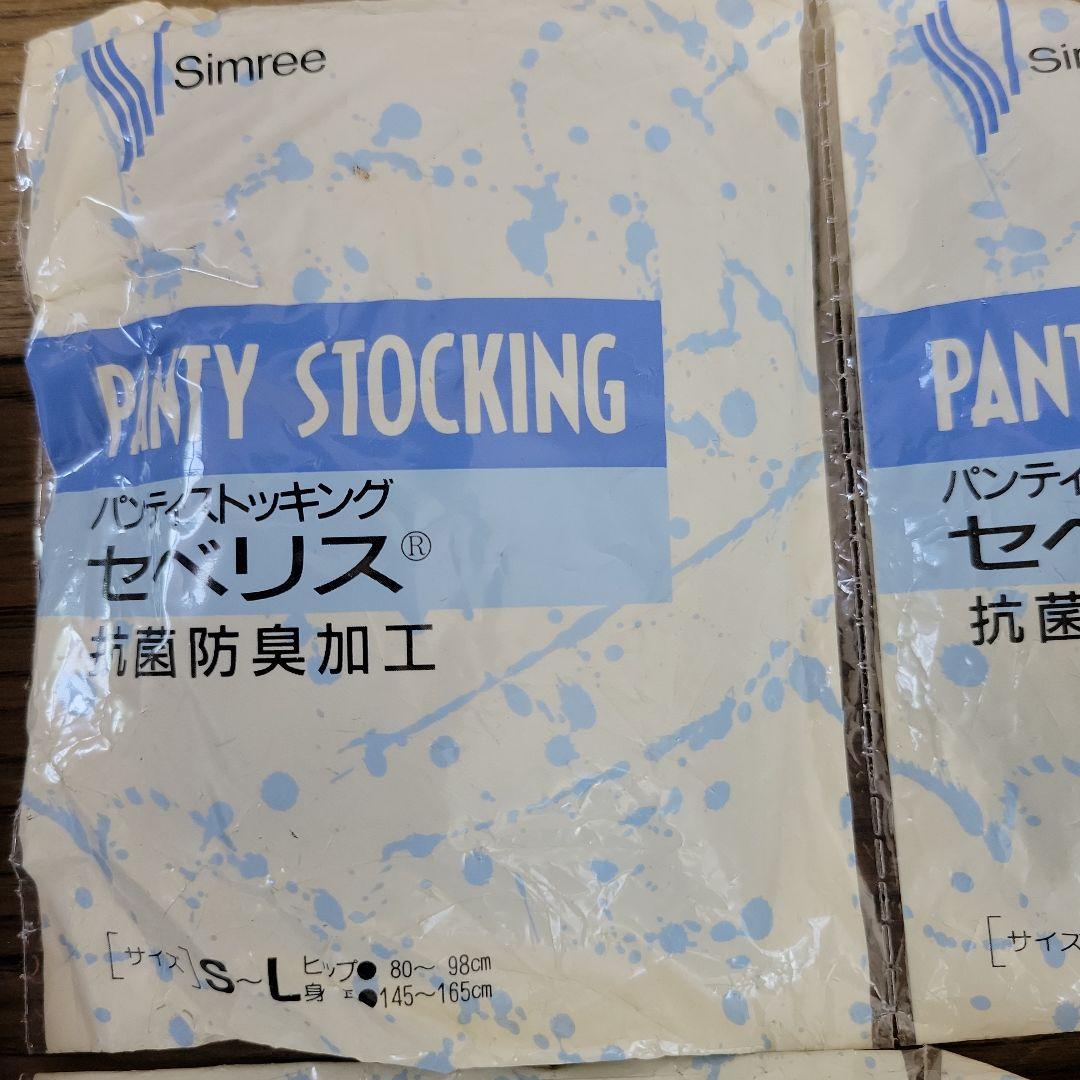 Simree
PANTY STOCKING
パンティストッキング
セベリス®
抗菌防臭加工
[サイズ] S～L ヒップ● 80～ 98cm
身 ●145～165cm
PANT
パンティ
セベ
抗菌
[サイズ